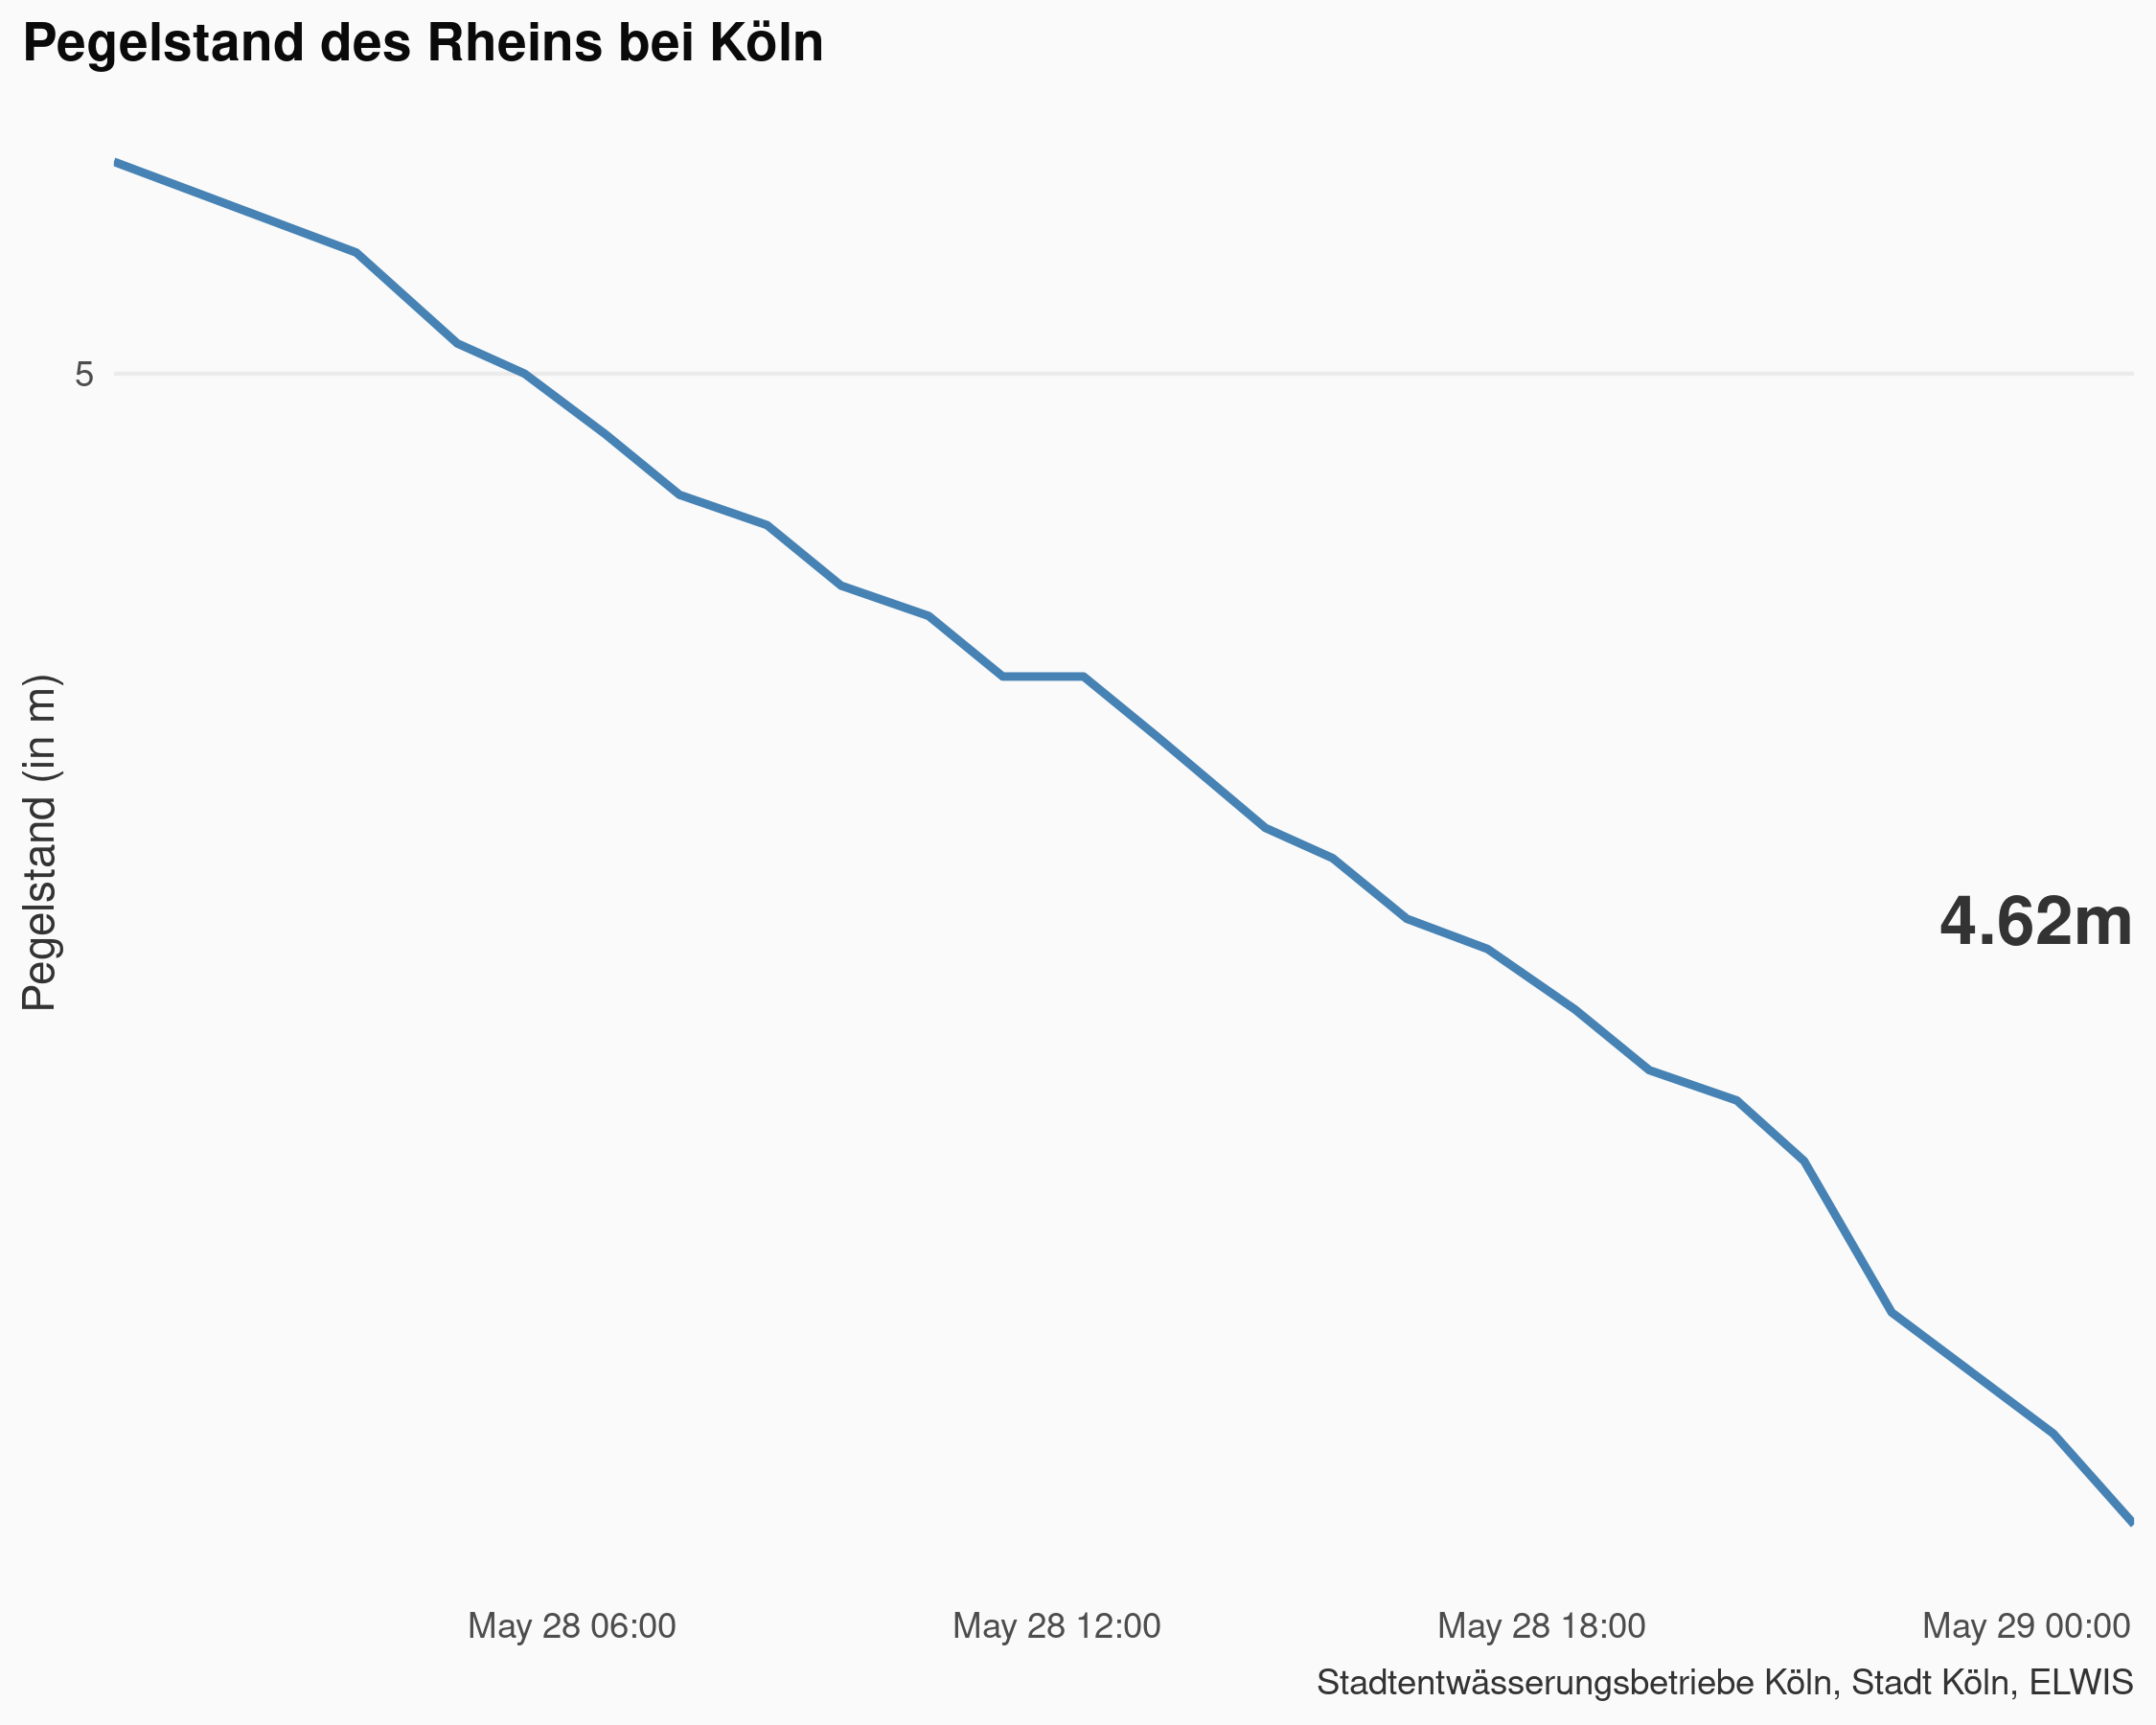 Pegelstand des Rheins bei Köln
5
Pegelstand (in m)
4.62m
May 28 06:00 May 28 12:00 May 28 18:00 May 29 00:00
Stadtentwässerungsbetriebe Köln, Stadt Köln, ELWIS